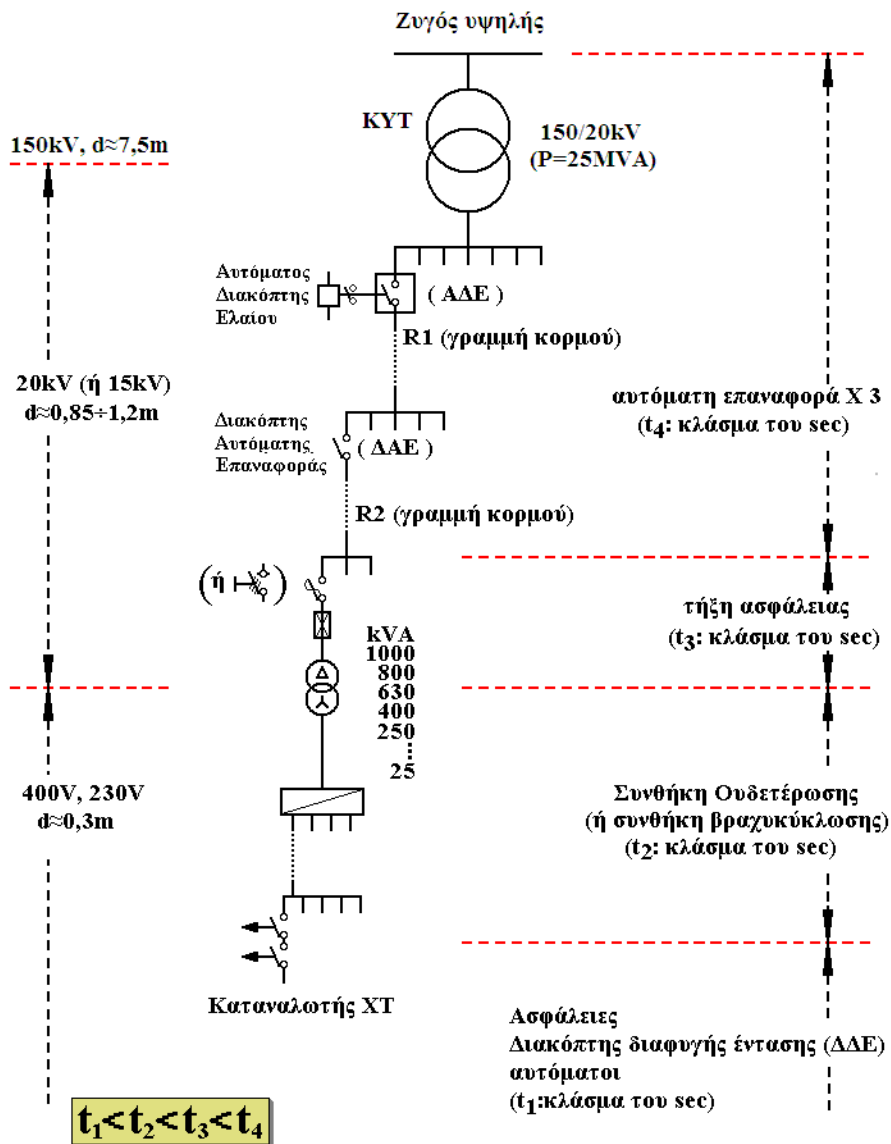 Ζυγός υψηλής
ΚΥΤ
150/20kV
(P=25MVA)
150kV, d≈7,5m
Αυτόματος
Διακόπτης
Ελαίου
( ΑΔΕ )
R1 (γραμμή κορμού)
20kV (ή 15kV)
d≈0,85÷1,2m
αυτόματη επαναφορά Χ 3
(t4: κλάσμα του sec)
Διακόπτης
Αυτόματης
Επαναφοράς
( ΔΑΕ )
R2 (γραμμή κορμού)
(ή )
τήξη ασφάλειας
(t3: κλάσμα του sec)
kVA
1000
800
630
400
250
25
Δ
400V, 230V
d≈0,3m
Συνθήκη Ουδετέρωσης
(ή συνθήκη βραχυκύκλωσης)
(t2: κλάσμα του sec)
Καταναλωτής ΧΤ
Ασφάλειες
Διακόπτης διαφυγής έντασης (ΔΔΕ)
αυτόματοι
(t1:κλάσμα του sec)
t1<t2<t3<t4